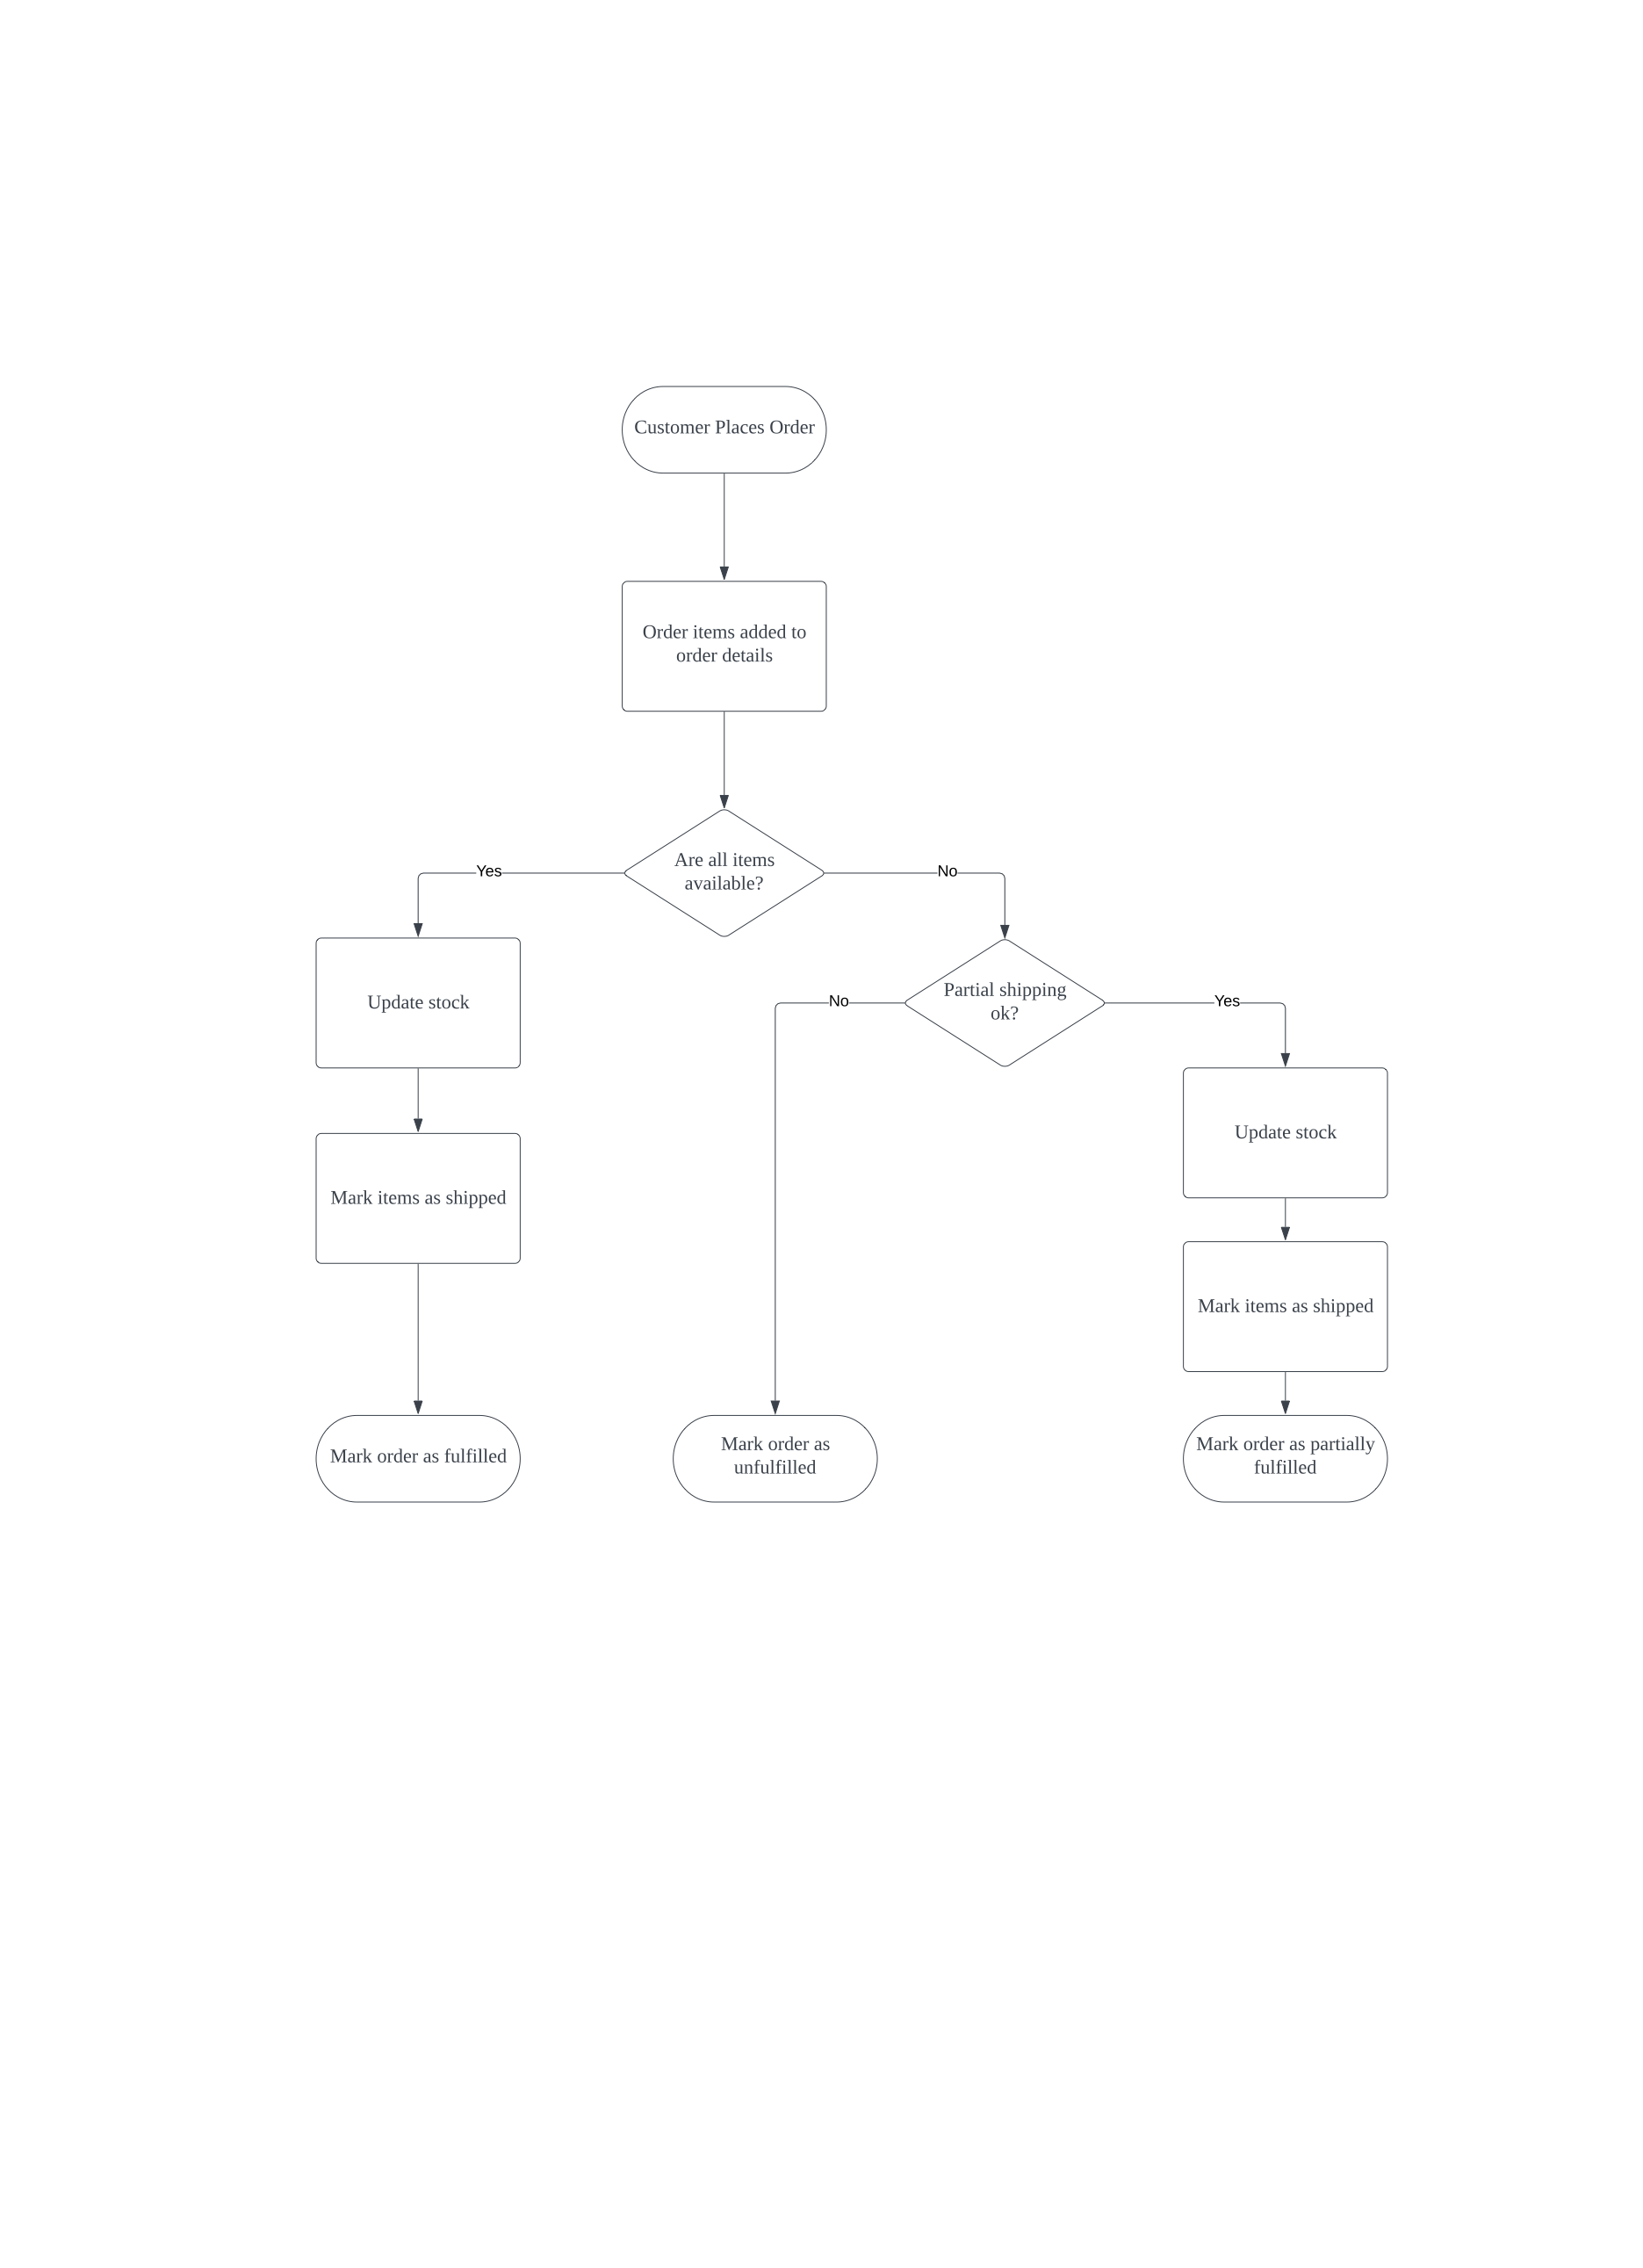 Customer Places Order
Order items added to
order details
Are all items
available?
Yes
No
Update stock
Partial shipping
ok?
No
Yes
Update stock
Mark items as shipped
Mark items as shipped
Mark order as fulfilled
Mark order as
unfulfilled
Mark order as partially
fulfilled